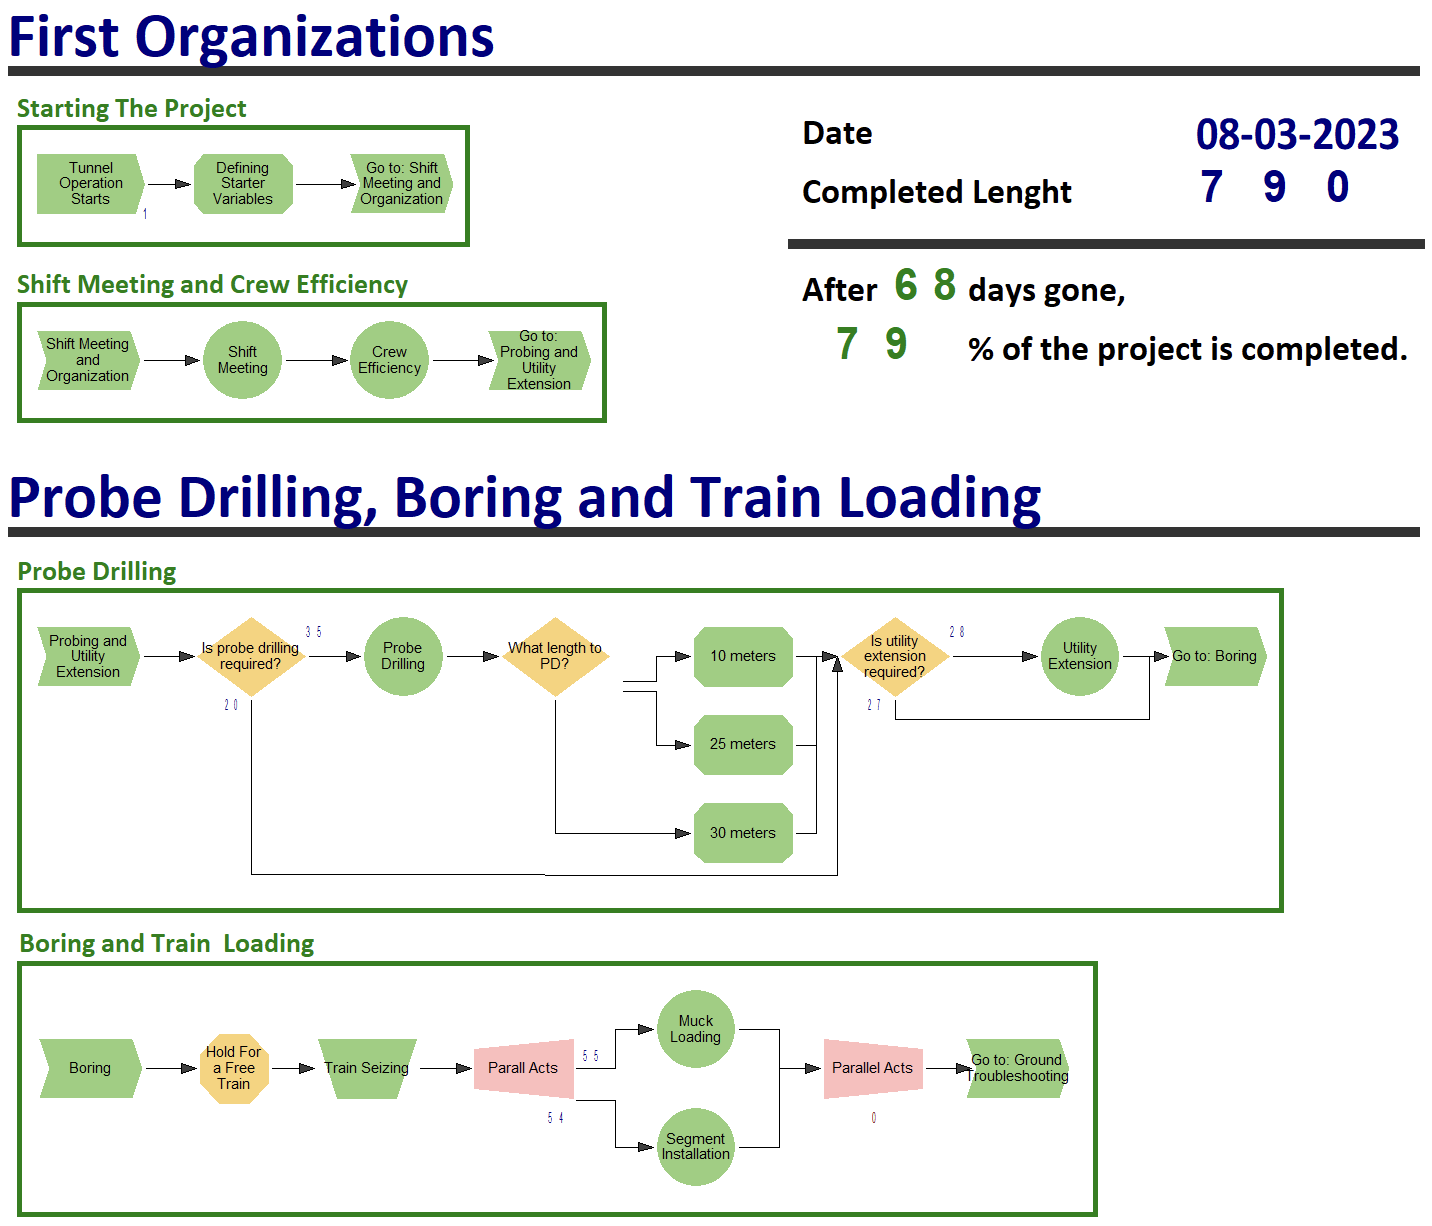 First Organizations
Starting The Project
Tunnel
Operation
Starts
1
Defining
Starter
Variables
Go to: Shift
Meeting and
Organization
Date
08-03-2023
Completed Lenght
7 9 0
After 6 8 days gone,
7 9 % of the project is completed.
Shift Meeting and Crew Efficiency
Shift Meeting
and
Organization
Shift
Meeting
Crew
Efficiency
Go to:
Probing and
Utility
Extension
Probe Drilling, Boring and Train Loading
Probe Drilling
Probing and
Utility
Extension
Is probe drilling
required?
3 5
2 0
Probe
Drilling
What length to
PD?
10 meters
25 meters
30 meters
Is utility
extension
required?
2 8
2 7
Utility
Extension
Go to: Boring
Boring and Train Loading
Boring
Hold For
a Free
Train
Train Seizing
Parall Acts
5 5
5 4
Muck
Loading
Segment
Installation
Parallel Acts
0
Go to: Ground
Troubleshooting